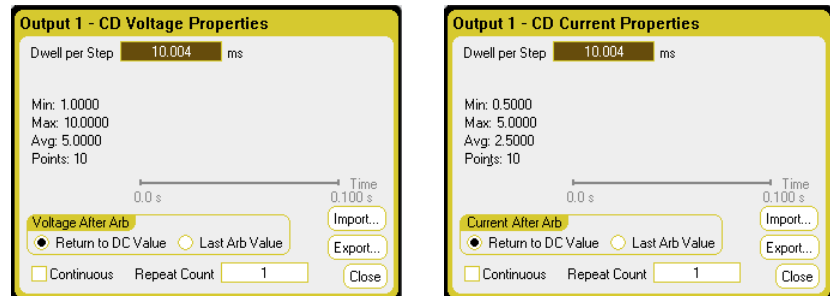 Output 1 - CD Voltage Properties
Dwell per Step 10.004 ms
Min: 1.0000
Max: 10.0000
Avg: 5.0000
Points: 10
Time
0.0 s 0.100 s
Voltage After Arb
Return to DC Value Last Arb Value
Import...
Export...
Continuous Repeat Count 1 Close
Output 1 - CD Current Properties
Dwell per Step 10.004 ms
Min: 0.5000
Max: 5.0000
Avg: 2.5000
Points: 10
Time
0.0 s 0.100 s
Current After Arb
Return to DC Value Last Arb Value
Import...
Export...
Continuous Repeat Count 1 Close